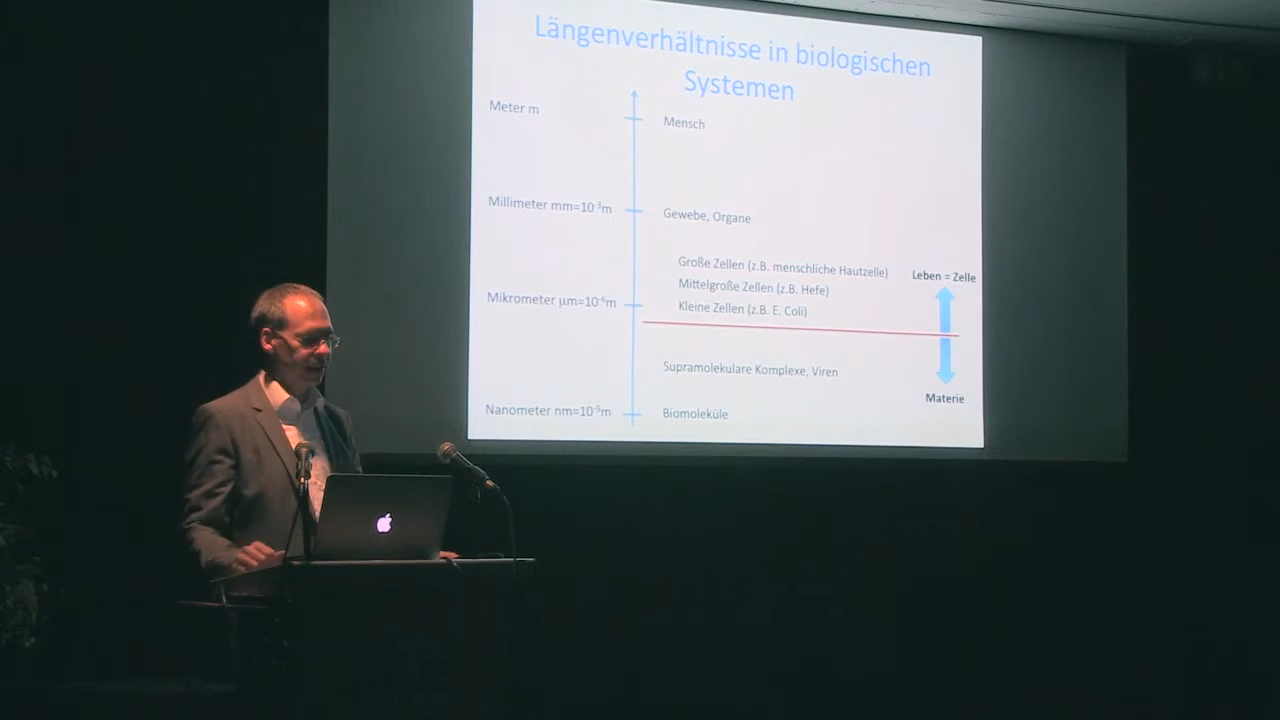 Längenverhältnisse in biologischen
Systemen
Meter m
Mensch
Millimeter mm=10⁻³m
Gewebe, Organe
Große Zellen (z.B. menschliche Hautzelle)
Leben = Zelle
Mittelgroße Zellen (z.B. Hefe)
Mikrometer µm=10⁻⁶m
Kleine Zellen (z.B. E. Coli)
Supramolekulare Komplexe, Viren
Materie
Nanometer nm=10⁻⁹m
Biomoleküle